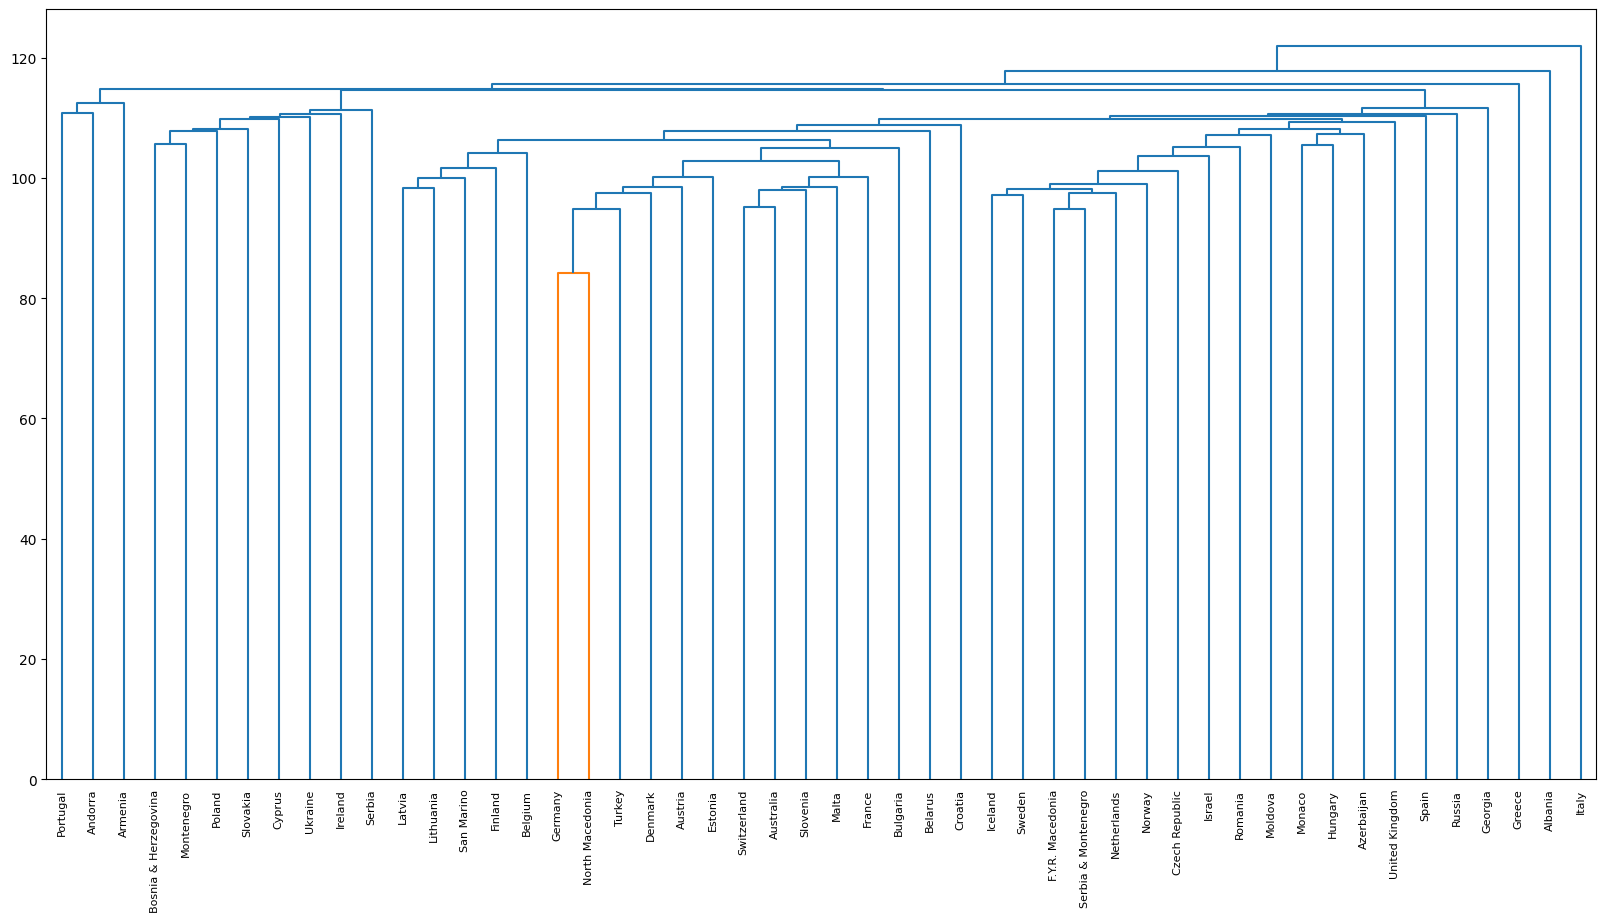 120
100
80
60
40
20
0
Portugal
Andorra
Armenia
Bosnia & Herzegovina
Montenegro
Poland
Slovakia
Cyprus
Ukraine
Ireland
Serbia
Latvia
Lithuania
San Marino
Finland
Belgium
Germany
North Macedonia
Turkey
Denmark
Austria
Estonia
Switzerland
Australia
Slovenia
Malta
France
Bulgaria
Belarus
Croatia
Iceland
Sweden
F.Y.R. Macedonia
Serbia & Montenegro
Netherlands
Norway
Czech Republic
Israel
Romania
Moldova
Monaco
Hungary
Azerbaijan
United Kingdom
Spain
Russia
Georgia
Greece
Albania
Italy